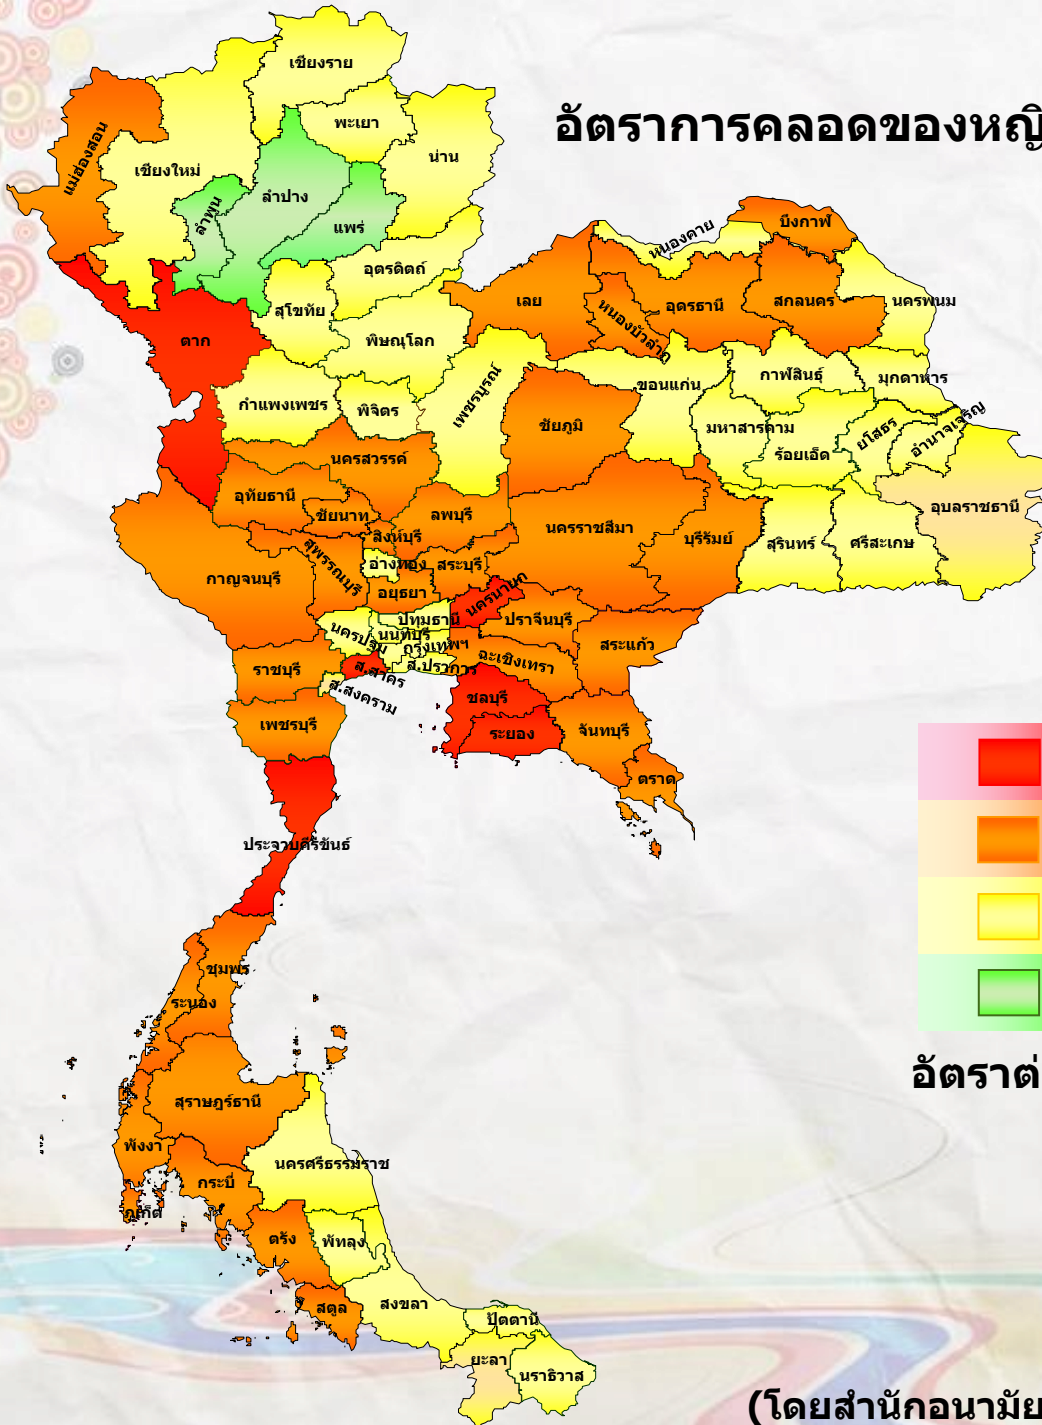 เชียงราย
อัตราการคลอดของหญิ
พะเยา
แม่ฮ่องสอน
น่าน
เชียงใหม่
ลำปาง
ลำพูน
แพร่
บึงกาฬ
หนองคาย
อุตรดิตถ์
เลย
อุดรธานี
สกลนคร
นครพนม
สุโขทัย
หนองบัวลำภู
ตาก
พิษณุโลก
เพชรบูรณ์
ขอนแก่น
กาฬสินธุ์
มุกดาหาร
กำแพงเพชร
พิจิตร
ชัยภูมิ
มหาสารคาม
ยโสธร
อำนาจเจริญ
ร้อยเอ็ด
นครสวรรค์
อุทัยธานี
ชัยนาท
ลพบุรี
นครราชสีมา
บุรีรัมย์
สุรินทร์
ศรีสะเกษ
อุบลราชธานี
สิงห์บุรี
สุพรรณบุรี
อ่างทอง
สระบุรี
กาญจนบุรี
อยุธยา
นครนายก
ปทุมธานี
ปราจีนบุรี
นครปฐม
นนทบุรี
กรุงเทพฯ
สระแก้ว
ราชบุรี
ส.สาคร
ส.ปราการ
ฉะเชิงเทรา
ส.สงคราม
ชลบุรี
เพชรบุรี
ระยอง
จันทบุรี
ตราด
ประจวบคีรีขันธ์
ชุมพร
ระนอง
อัตราต่
สุราษฎร์ธานี
พังงา
นครศรีธรรมราช
กระบี่
ภูเก็ต
ตรัง
พัทลุง
สตูล
สงขลา
ปัตตานี
ยะลา
นราธิวาส
(โดยสำนักอนามัย